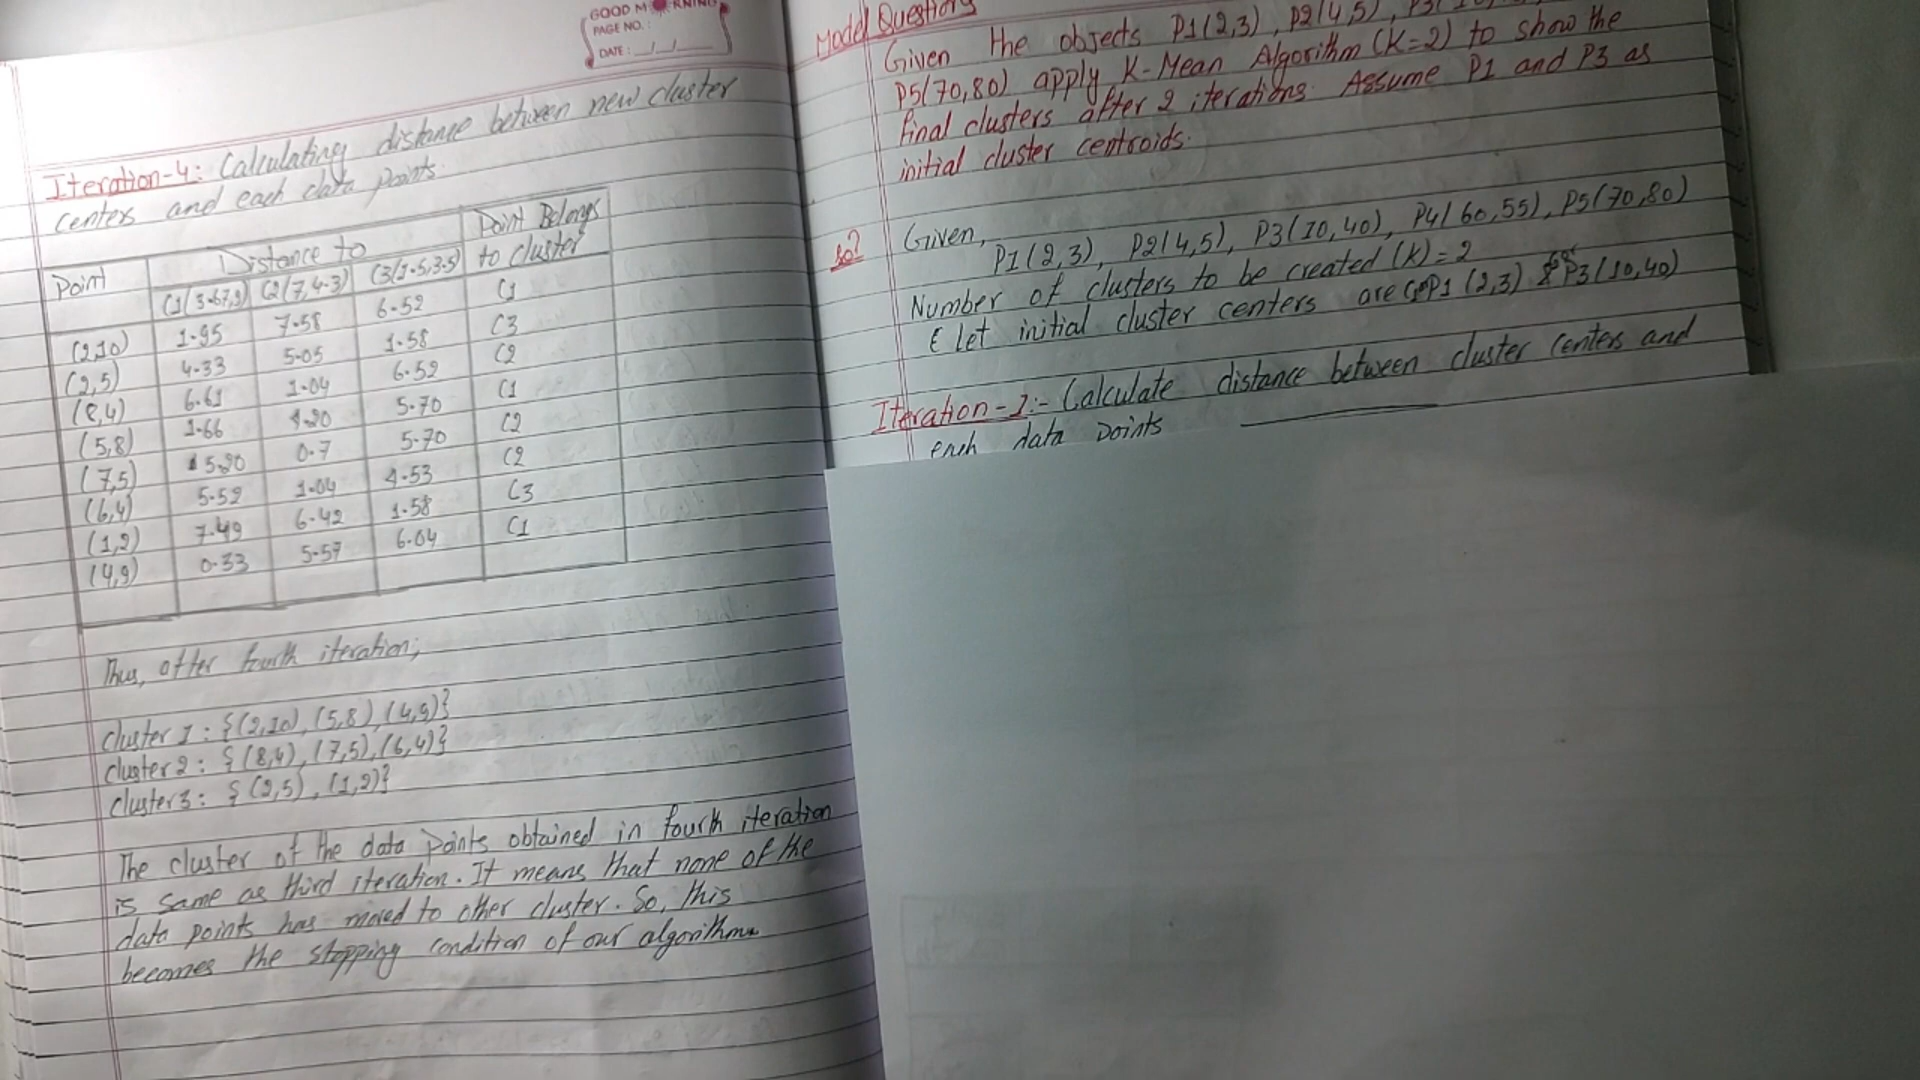 GOOD M RNING
PAGE NO. :
DATE : __/__/____
Iteration-4: Calculating distance between new cluster
centers and each data points.
Point
Distance to
Point Belongs
to cluster
C1(3.67,9) C2(7,4.3) C3(1.5,3.5)
(2,10) 1.95 7.58 6.52 C1
(2,5) 4.33 5.05 1.58 C3
(8,4) 6.61 1.04 6.52 C2
(5,8) 1.66 4.20 5.70 C1
(7,5) 5.20 0.7 5.70 C2
(6,4) 5.52 1.04 4.53 C2
(1,2) 7.49 6.42 1.58 C3
(4,9) 0.33 5.57 6.04 C1
Thus, after fourth iteration,
cluster 1 : {(2,10), (5,8), (4,9)}
cluster 2 : {(8,4), (7,5), (6,4)}
cluster 3 : {(2,5), (1,2)}
The cluster of the data points obtained in fourth iteration
is same as third iteration. It means that none of the
data points has moved to other cluster. So, this
becomes the stopping condition of our algorithm.
Model Question
Given the objects P1(2,3), P2(4,5),
P5(70,80) apply K-Mean Algorithm (K=2) to show the
final clusters after 2 iterations. Assume P1 and P3 as
initial cluster centroids.
Given,
P1(2,3), P2(4,5), P3(10,40), P4(60,55), P5(70,80)
Number of clusters to be created (k) = 2
& let initial cluster centers are P1 (2,3) & P3(10,40)
Iteration-1:- Calculate distance between cluster centers and
each data points